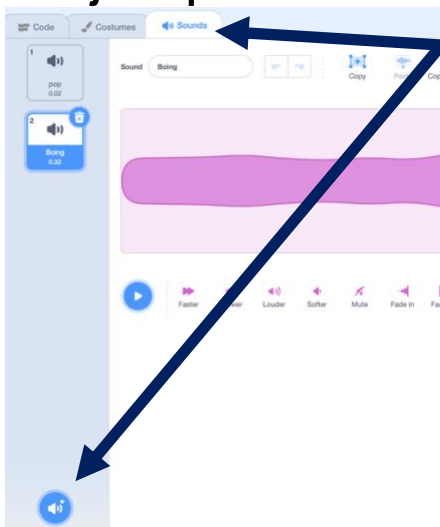 Code Costumes Sounds
1
pop
0.02
2
Boing
0.32
Sound Boing
Copy
Faster Louder Softer Mute Fade in